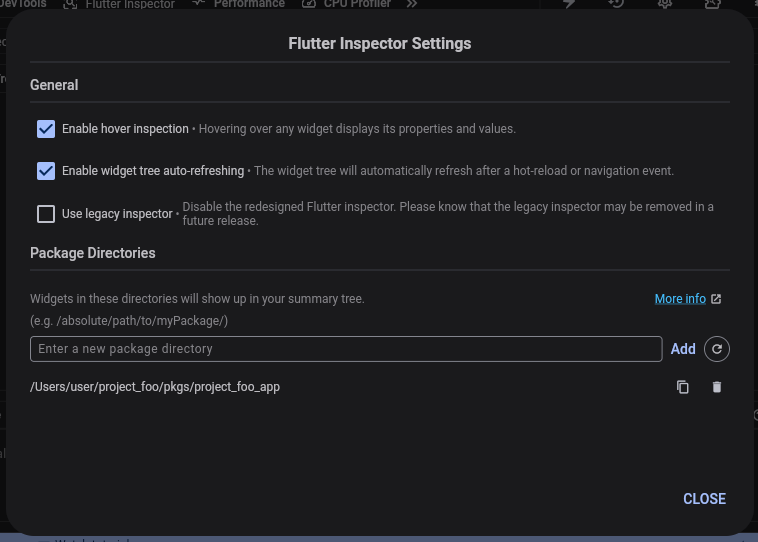 DevTools Flutter Inspector Performance CPU Profiler
Flutter Inspector Settings
General
Enable hover inspection • Hovering over any widget displays its properties and values.
Enable widget tree auto-refreshing • The widget tree will automatically refresh after a hot-reload or navigation event.
Use legacy inspector • Disable the redesigned Flutter inspector. Please know that the legacy inspector may be removed in a
future release.
Package Directories
Widgets in these directories will show up in your summary tree. More info
(e.g. /absolute/path/to/myPackage/)
Enter a new package directory Add
/Users/user/project_foo/pkgs/project_foo_app
CLOSE